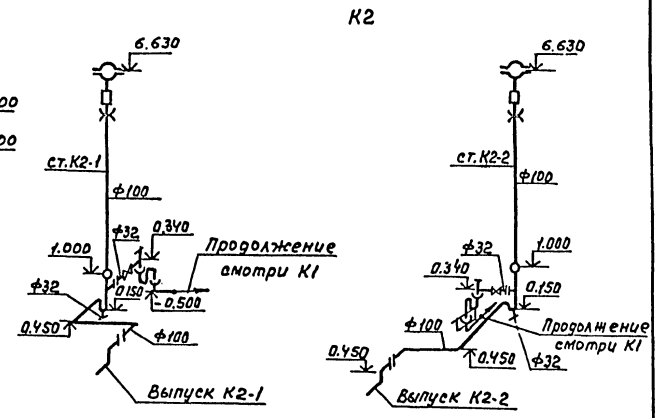 К2
00
00
6.630
6.630
ст.К2-1
ст.К2-2
ф100
ф100
1.000
ф32
0.340
Продолжение
смотри К1
ф32
0.150
-0.500
0.450
ф100
Выпуск К2-1
1.000
ф32
0.340
0.150
ф100
Продолжение
смотри К1
0.450
0.450
ф32
Выпуск К2-2